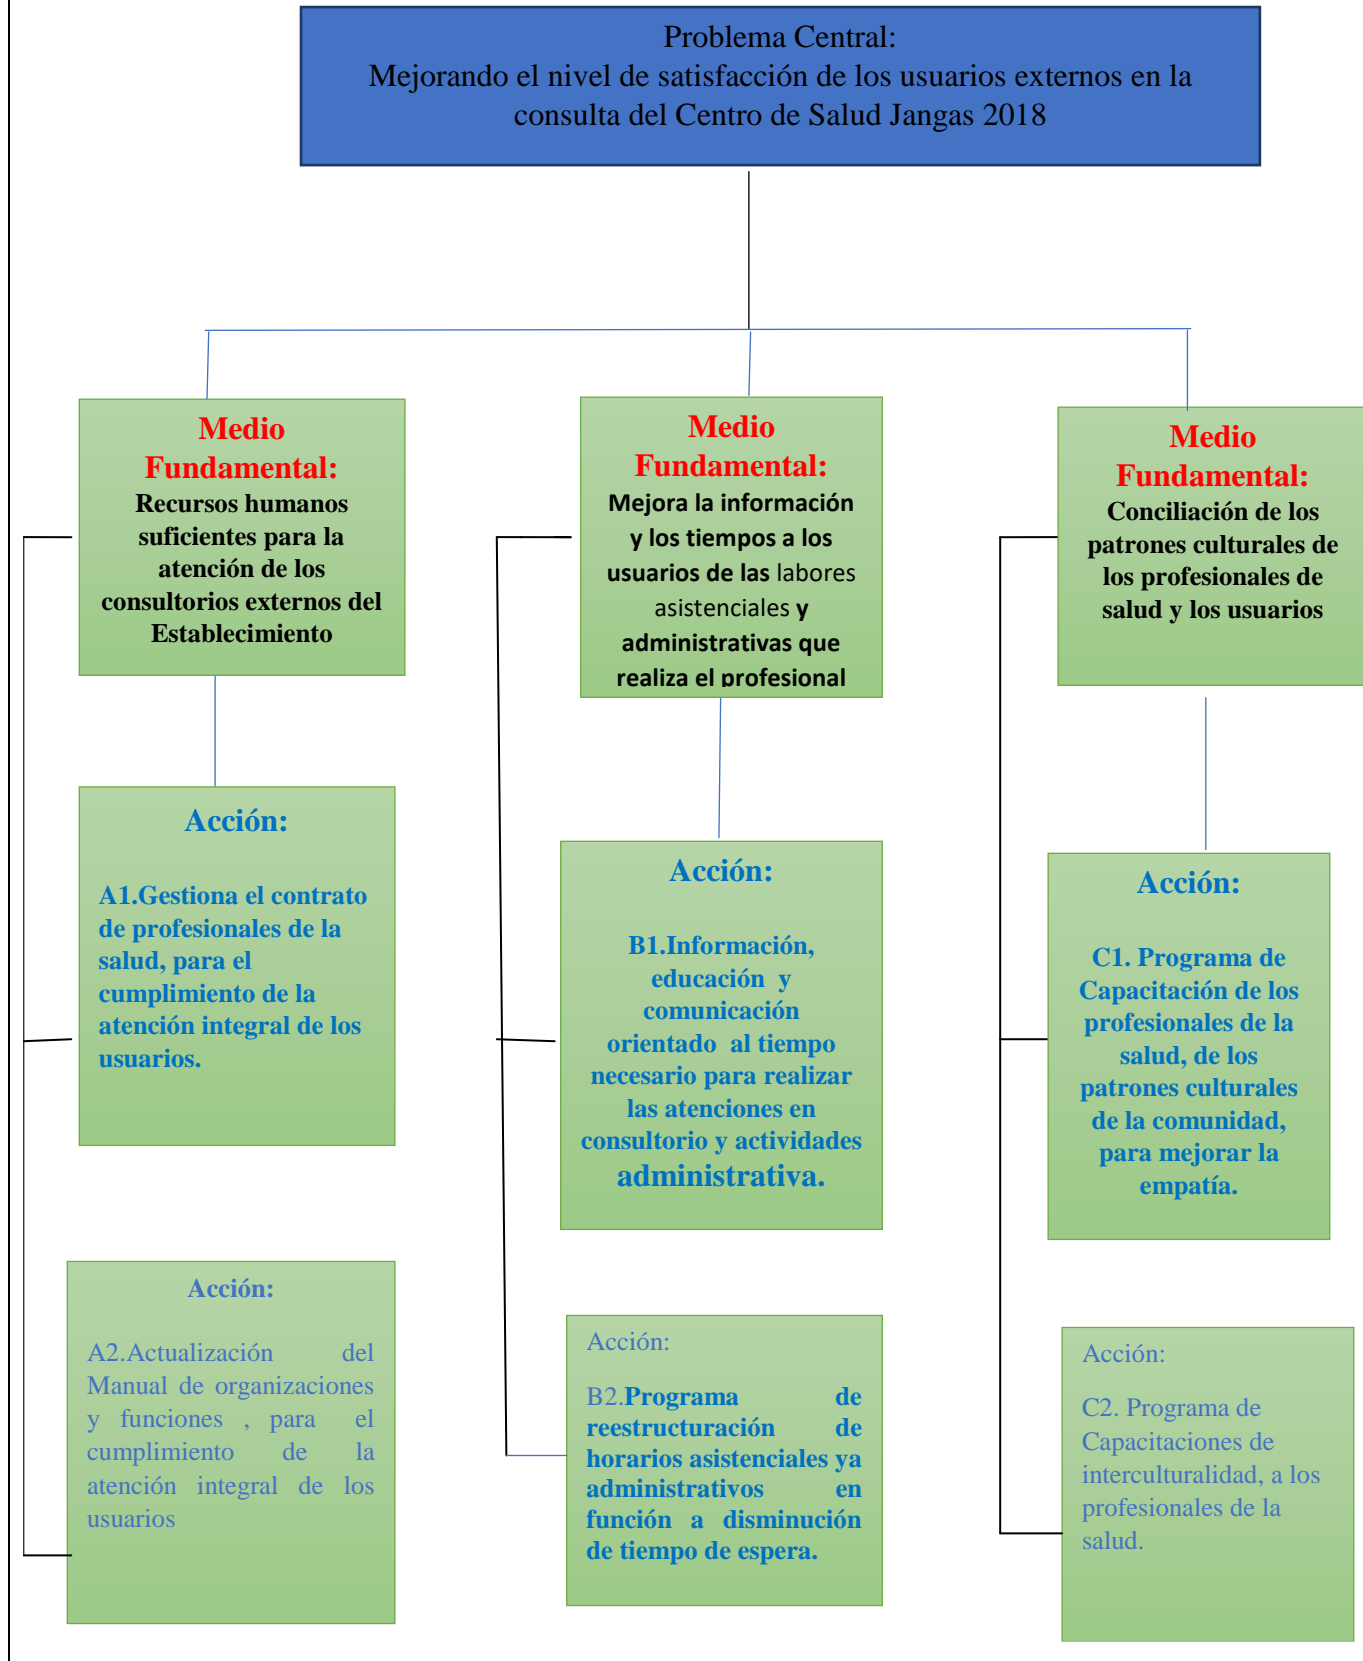 Problema Central:
Mejorando el nivel de satisfacción de los usuarios externos en la
consulta del Centro de Salud Jangas 2018
Medio
Fundamental:
Recursos humanos
suficientes para la
atención de los
consultorios externos del
Establecimiento
Medio
Fundamental:
Mejora la información
y los tiempos a los
usuarios de las labores
asistenciales y
administrativas que
realiza el profesional
Medio
Fundamental:
Conciliación de los
patrones culturales de
los profesionales de
salud y los usuarios
Acción:
A1.Gestiona el contrato
de profesionales de la
salud, para el
cumplimiento de la
atención integral de los
usuarios.
Acción:
B1.Información,
educación y
comunicación
orientado al tiempo
necesario para realizar
las atenciones en
consultorio y actividades
administrativa.
Acción:
C1. Programa de
Capacitación de los
profesionales de la
salud, de los
patrones culturales
de la comunidad,
para mejorar la
empatía.
Acción:
A2.Actualización del
Manual de organizaciones
y funciones , para el
cumplimiento de la
atención integral de los
usuarios
Acción:
B2.Programa de
reestructuración de
horarios asistenciales ya
administrativos en
función a disminución
de tiempo de espera.
Acción:
C2. Programa de
Capacitaciones de
interculturalidad, a los
profesionales de la
salud.